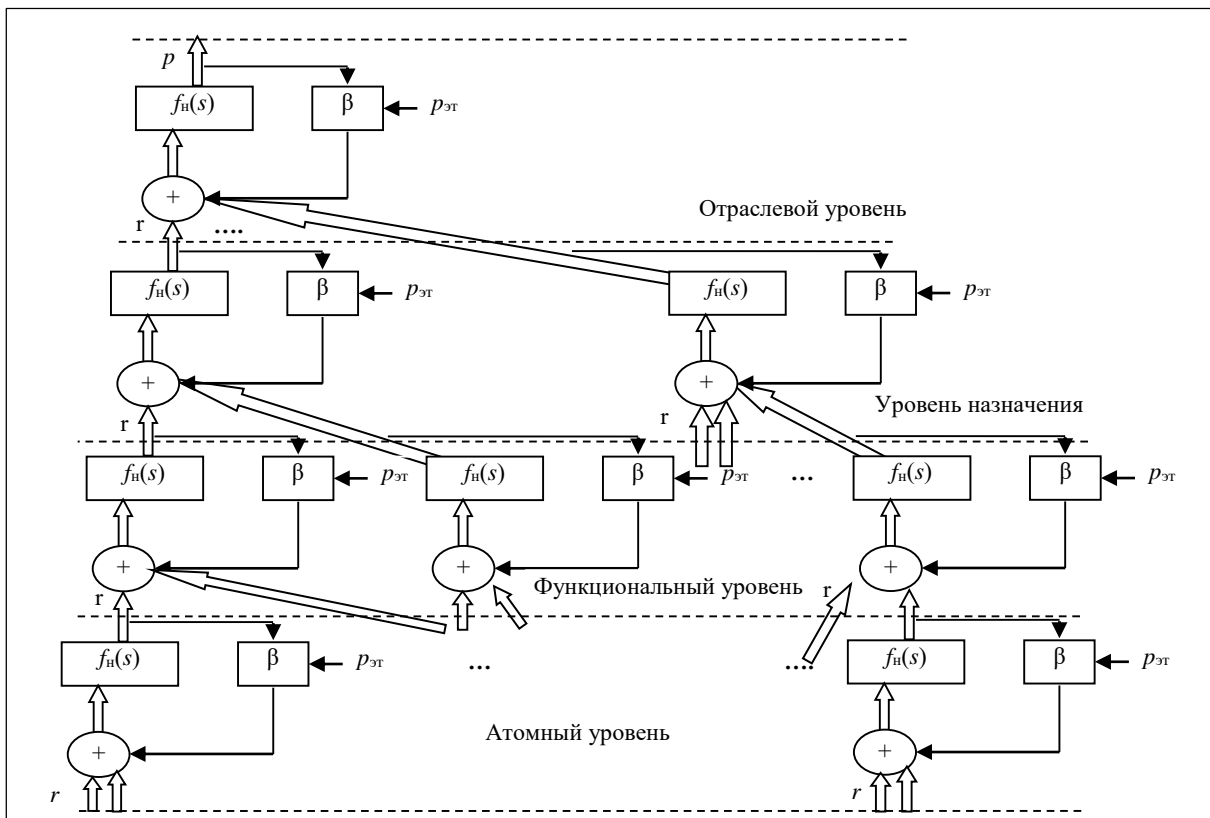 p
fн(s) β pэт
+
Отраслевой уровень
r ....
fн(s) β pэт fн(s) β pэт
+ +
Уровень назначения
r r
fн(s) β pэт fн(s) β pэт ... fн(s) β pэт
+ + +
Функциональный уровень
r r
fн(s) β pэт ... .... fн(s) β pэт
Атомный уровень
+ +
r r